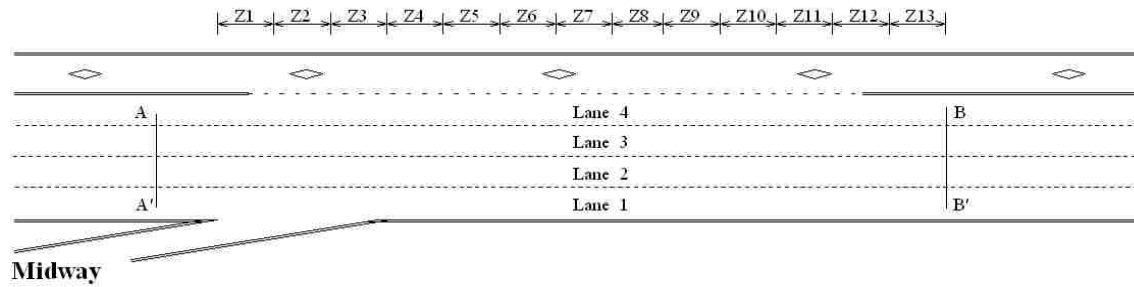 Z1 Z2 Z3 Z4 Z5 Z6 Z7 Z8 Z9 Z10 Z11 Z12 Z13
A Lane 4 B
Lane 3
Lane 2
A' Lane 1 B'
Midway